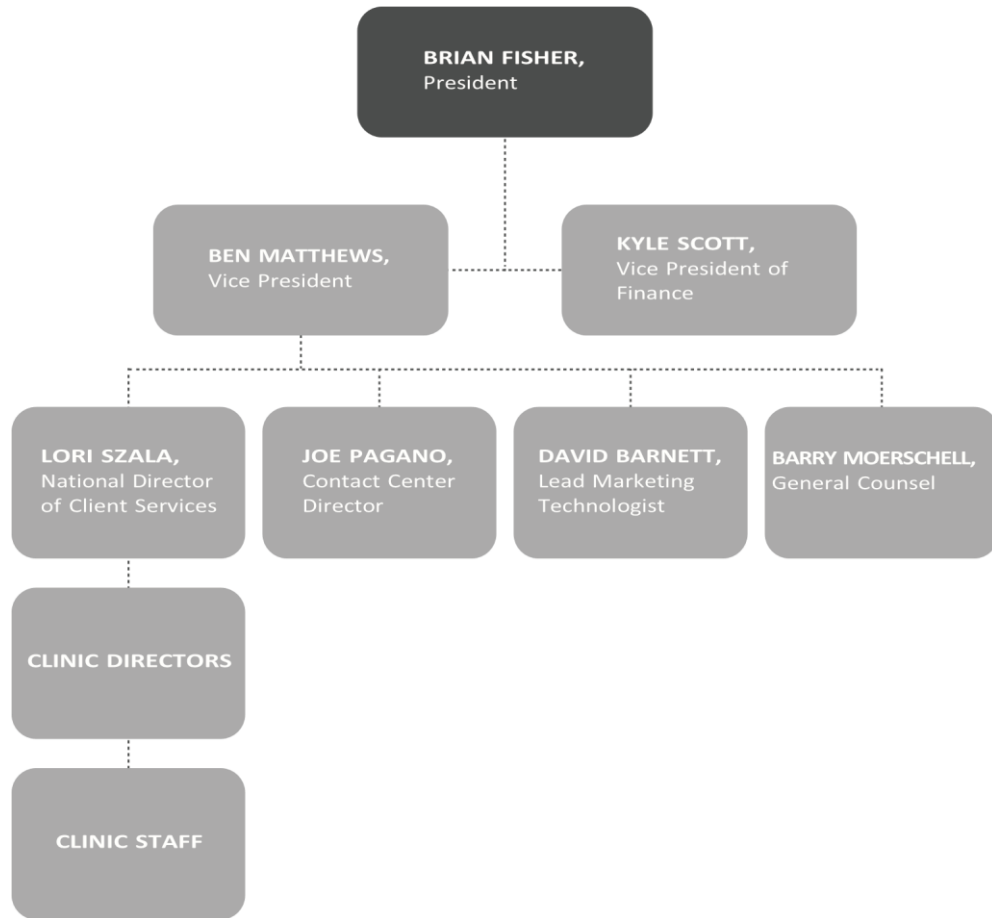 BRIAN FISHER,
President
BEN MATTHEWS,
Vice President
KYLE SCOTT,
Vice President of
Finance
LORI SZALA,
National Director
of Client Services
JOE PAGANO,
Contact Center
Director
DAVID BARNETT,
Lead Marketing
Technologist
BARRY MOERSCHELL,
General Counsel
CLINIC DIRECTORS
CLINIC STAFF